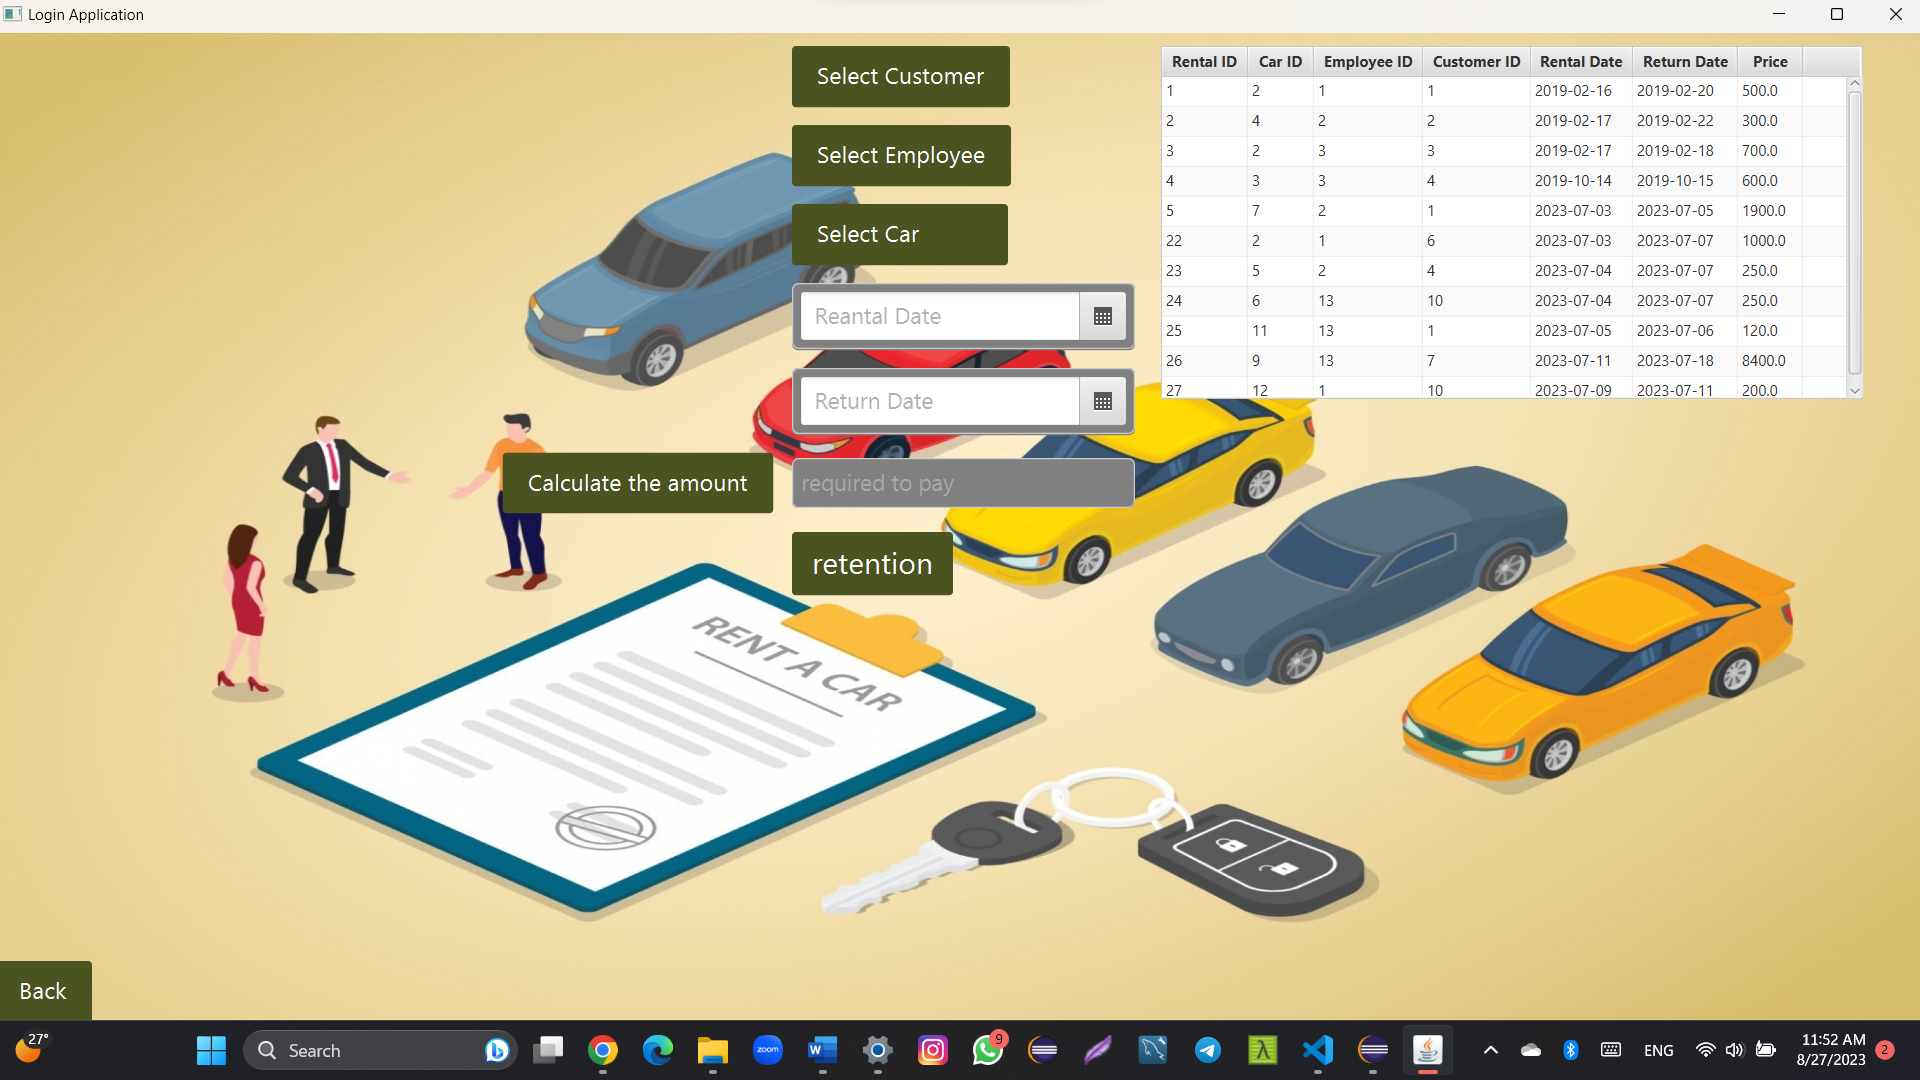 Login Application
Select Customer
Select Employee
Select Car
Reantal Date
Return Date
Calculate the amount
required to pay
retention
Rental ID Car ID Employee ID Customer ID Rental Date Return Date Price
1 2 1 1 2019-02-16 2019-02-20 500.0
2 4 2 2 2019-02-17 2019-02-22 300.0
3 2 3 3 2019-02-17 2019-02-18 700.0
4 3 3 4 2019-10-14 2019-10-15 600.0
5 7 2 1 2023-07-03 2023-07-05 1900.0
22 2 1 6 2023-07-03 2023-07-07 1000.0
23 5 2 4 2023-07-04 2023-07-07 250.0
24 6 13 10 2023-07-04 2023-07-07 250.0
25 11 13 1 2023-07-05 2023-07-06 120.0
26 9 13 7 2023-07-11 2023-07-18 8400.0
27 12 1 10 2023-07-09 2023-07-11 200.0
RENT A CAR
Back
27°
Search
zoom
W
9
ENG
11:52 AM
8/27/2023
2